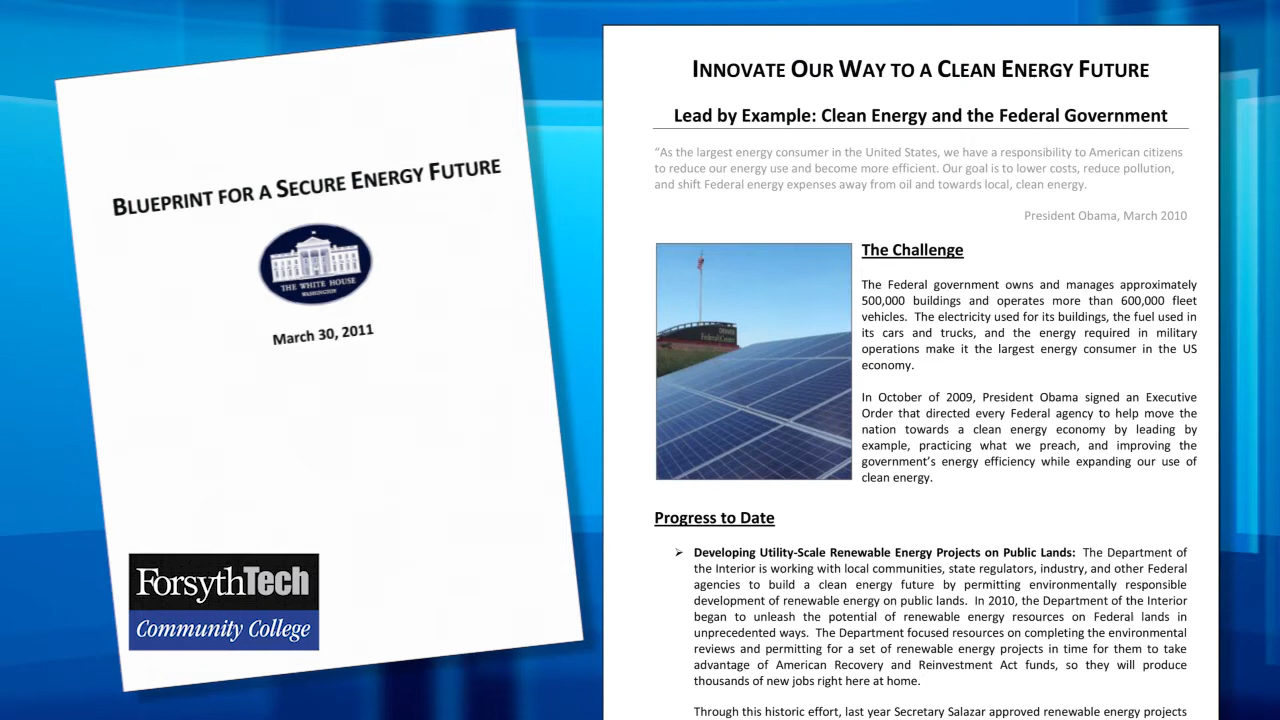 BLUEPRINT FOR A SECURE ENERGY FUTURE
THE WHITE HOUSE
WASHINGTON
March 30, 2011
ForsythTech
Community College
INNOVATE OUR WAY TO A CLEAN ENERGY FUTURE
Lead by Example: Clean Energy and the Federal Government
“As the largest energy consumer in the United States, we have a responsibility to American citizens
to reduce our energy use and become more efficient. Our goal is to lower costs, reduce pollution,
and shift Federal energy expenses away from oil and towards local, clean energy.
President Obama, March 2010
The Challenge
The Federal government owns and manages approximately
500,000 buildings and operates more than 600,000 fleet
vehicles. The electricity used for its buildings, the fuel used in
its cars and trucks, and the energy required in military
operations make it the largest energy consumer in the US
economy.
In October of 2009, President Obama signed an Executive
Order that directed every Federal agency to help move the
nation towards a clean energy economy by leading by
example, practicing what we preach, and improving the
government’s energy efficiency while expanding our use of
clean energy.
Progress to Date
➢ Developing Utility-Scale Renewable Energy Projects on Public Lands: The Department of
the Interior is working with local communities, state regulators, industry, and other Federal
agencies to build a clean energy future by permitting environmentally responsible
development of renewable energy on public lands. In 2010, the Department of the Interior
began to unleash the potential of renewable energy resources on Federal lands in
unprecedented ways. The Department focused resources on completing the environmental
reviews and permitting for a set of renewable energy projects in time for them to take
advantage of American Recovery and Reinvestment Act funds, so they will produce
thousands of new jobs right here at home.
Through this historic effort, last year Secretary Salazar approved renewable energy projects